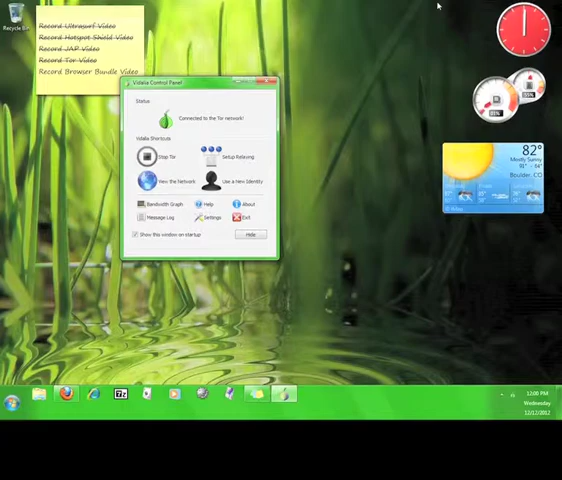 Recycle Bin
Record Ultrasurf Video
Record Hotspot Shield Video
Record JAP Video
Record Tor Video
Record Browser Bundle Video
Vidalia Control Panel
Status
Connected to the Tor network!
Vidalia Shortcuts
Stop Tor
Setup Relaying
View the Network
Use a New Identity
Bandwidth Graph
Help
About
Message Log
Settings
Exit
Show this window on startup
Hide
82°
Mostly Sunny
91° - 64°
Boulder, CO
7z
12:00 PM
Wednesday
12/12/2012